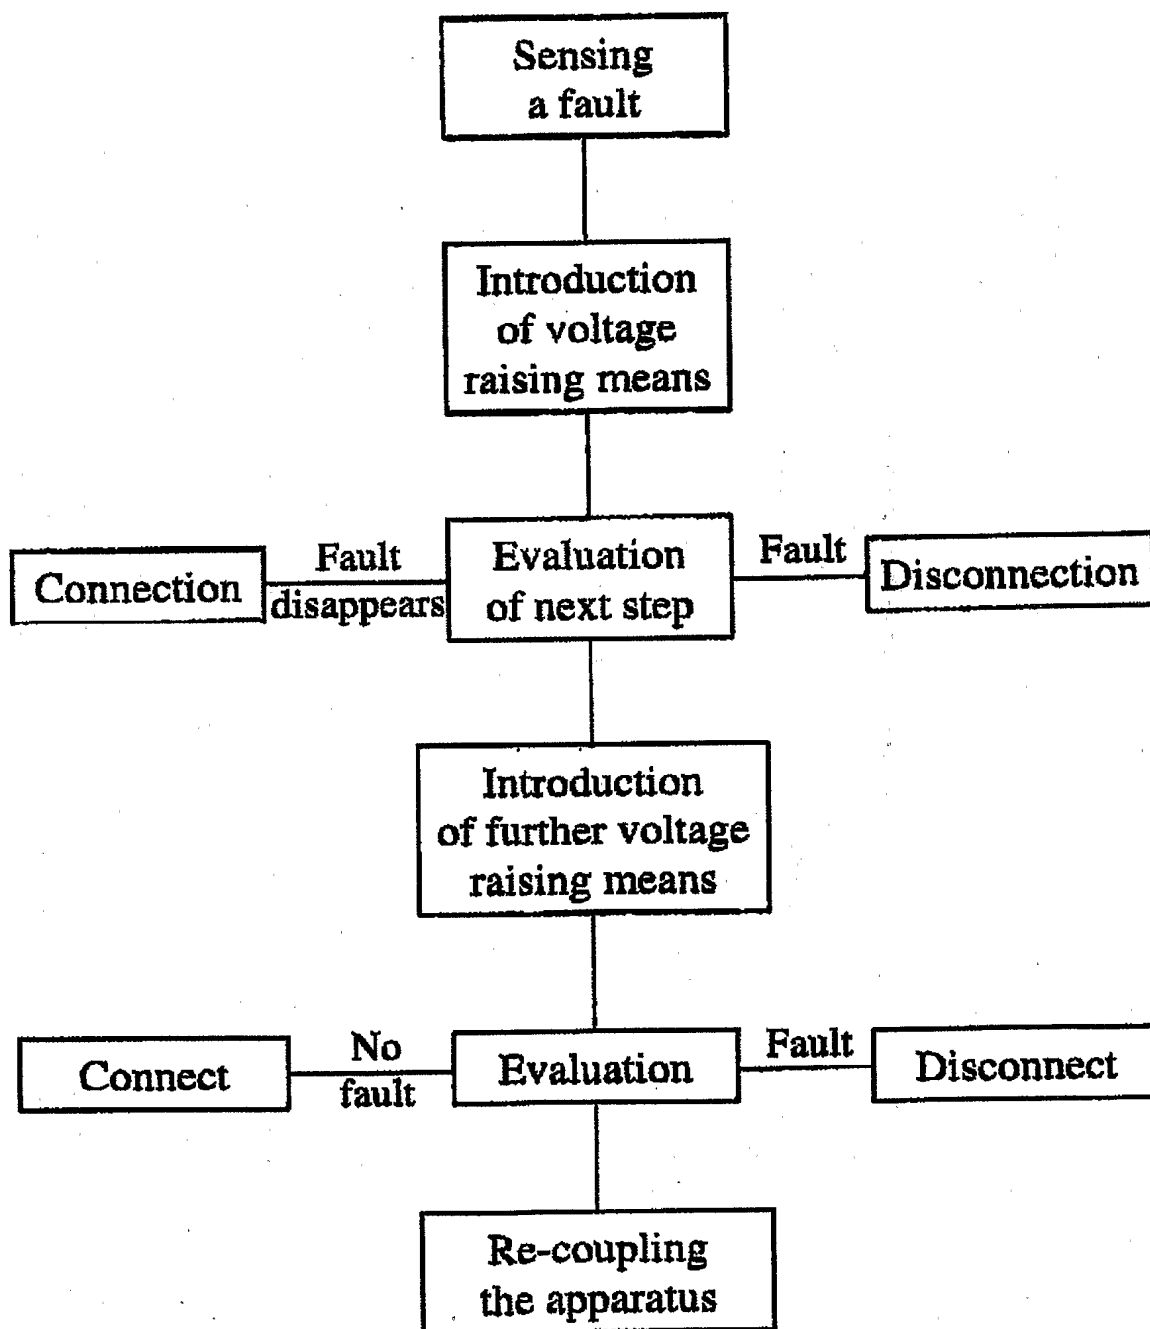 Sensing
a fault
Introduction
of voltage
raising means
Connection
Fault
disappears
Evaluation
of next step
Fault
Disconnection
Introduction
of further voltage
raising means
Connect
No
fault
Evaluation
Fault
Disconnect
Re-coupling
the apparatus